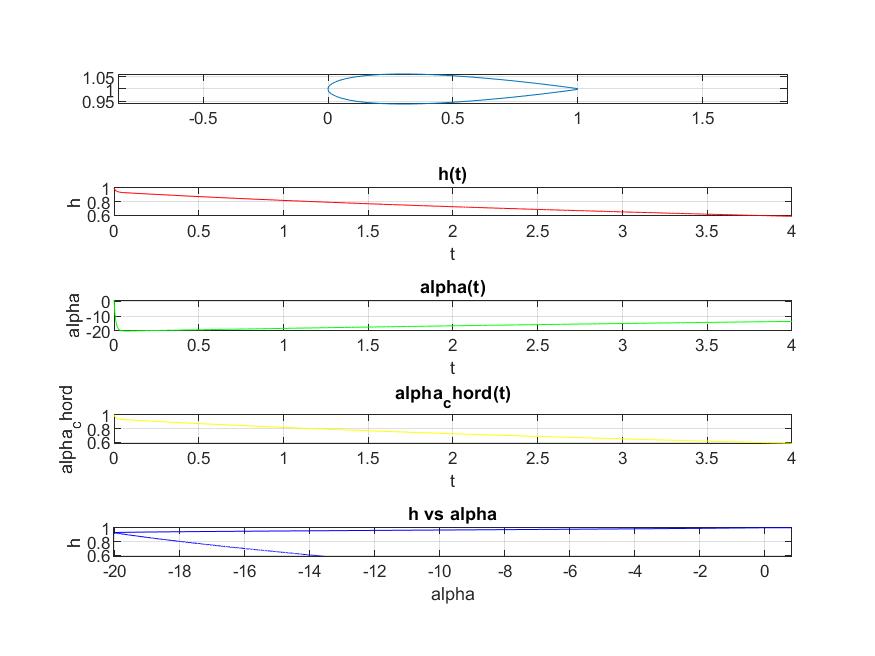 1.05
1
0.95
-0.5 0 0.5 1 1.5
h(t)
1
0.8
0.6
h
0 0.5 1 1.5 2 2.5 3 3.5 4
t
alpha(t)
0
-10
-20
alpha
0 0.5 1 1.5 2 2.5 3 3.5 4
t
alpha_chord(t)
1
0.8
0.6
alpha_chord
0 0.5 1 1.5 2 2.5 3 3.5 4
t
h vs alpha
1
0.8
0.6
h
-20 -18 -16 -14 -12 -10 -8 -6 -4 -2 0
alpha